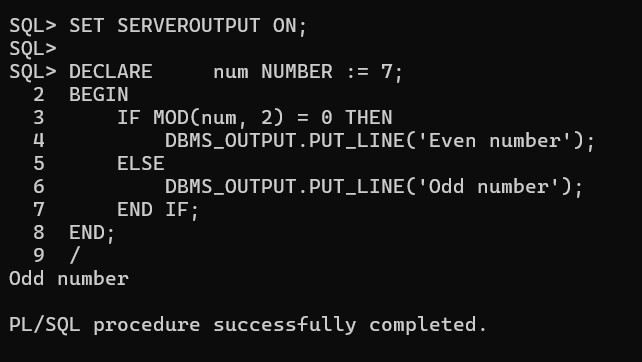 SQL> SET SERVEROUTPUT ON;
SQL>
SQL> DECLARE     num NUMBER := 7;
  2  BEGIN
  3      IF MOD(num, 2) = 0 THEN
  4          DBMS_OUTPUT.PUT_LINE('Even number');
  5      ELSE
  6          DBMS_OUTPUT.PUT_LINE('Odd number');
  7      END IF;
  8  END;
  9  /
Odd number

PL/SQL procedure successfully completed.